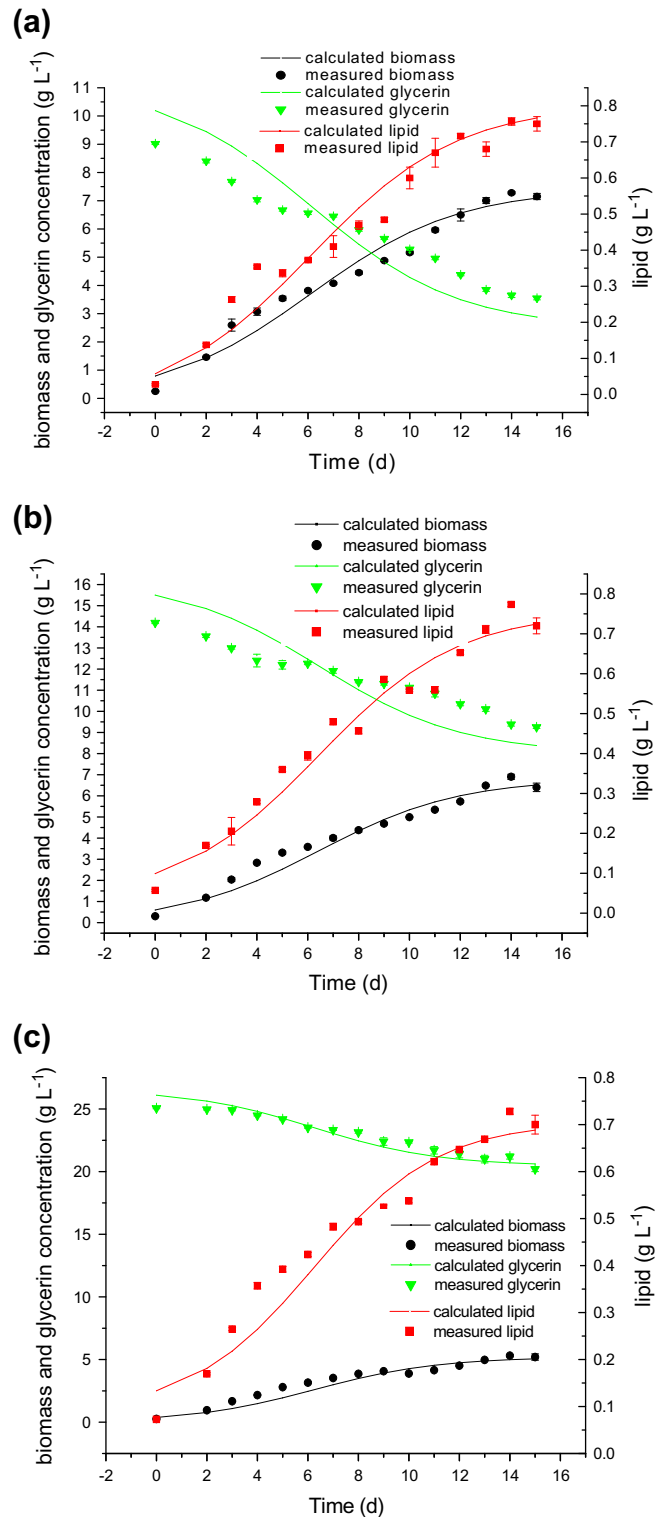 (a)
calculated biomass
measured biomass
calculated glycerin
measured glycerin
calculated lipid
measured lipid
biomass and glycerin concentration (g L-1)
11
10
9
8
7
6
5
4
3
2
1
0
0.8
0.7
0.6
0.5
0.4
0.3
0.2
0.1
0.0
lipid (g L-1)
-2 0 2 4 6 8 10 12 14 16
Time (d)
(b)
calculated biomass
measured biomass
calculated glycerin
measured glycerin
calculated lipid
measured lipid
biomass and glycerin concentration (g L-1)
16
15
14
13
12
11
10
9
8
7
6
5
4
3
2
1
0
0.8
0.7
0.6
0.5
0.4
0.3
0.2
0.1
0.0
lipid (g L-1)
-2 0 2 4 6 8 10 12 14 16
Time (d)
(c)
biomass and glycerin concentration (g L-1)
25
20
15
10
5
0
0.8
0.7
0.6
0.5
0.4
0.3
0.2
0.1
0.0
lipid (g L-1)
calculated biomass
measured biomass
calculated glycerin
measured glycerin
calculated lipid
measured lipid
-2 0 2 4 6 8 10 12 14 16
Time (d)